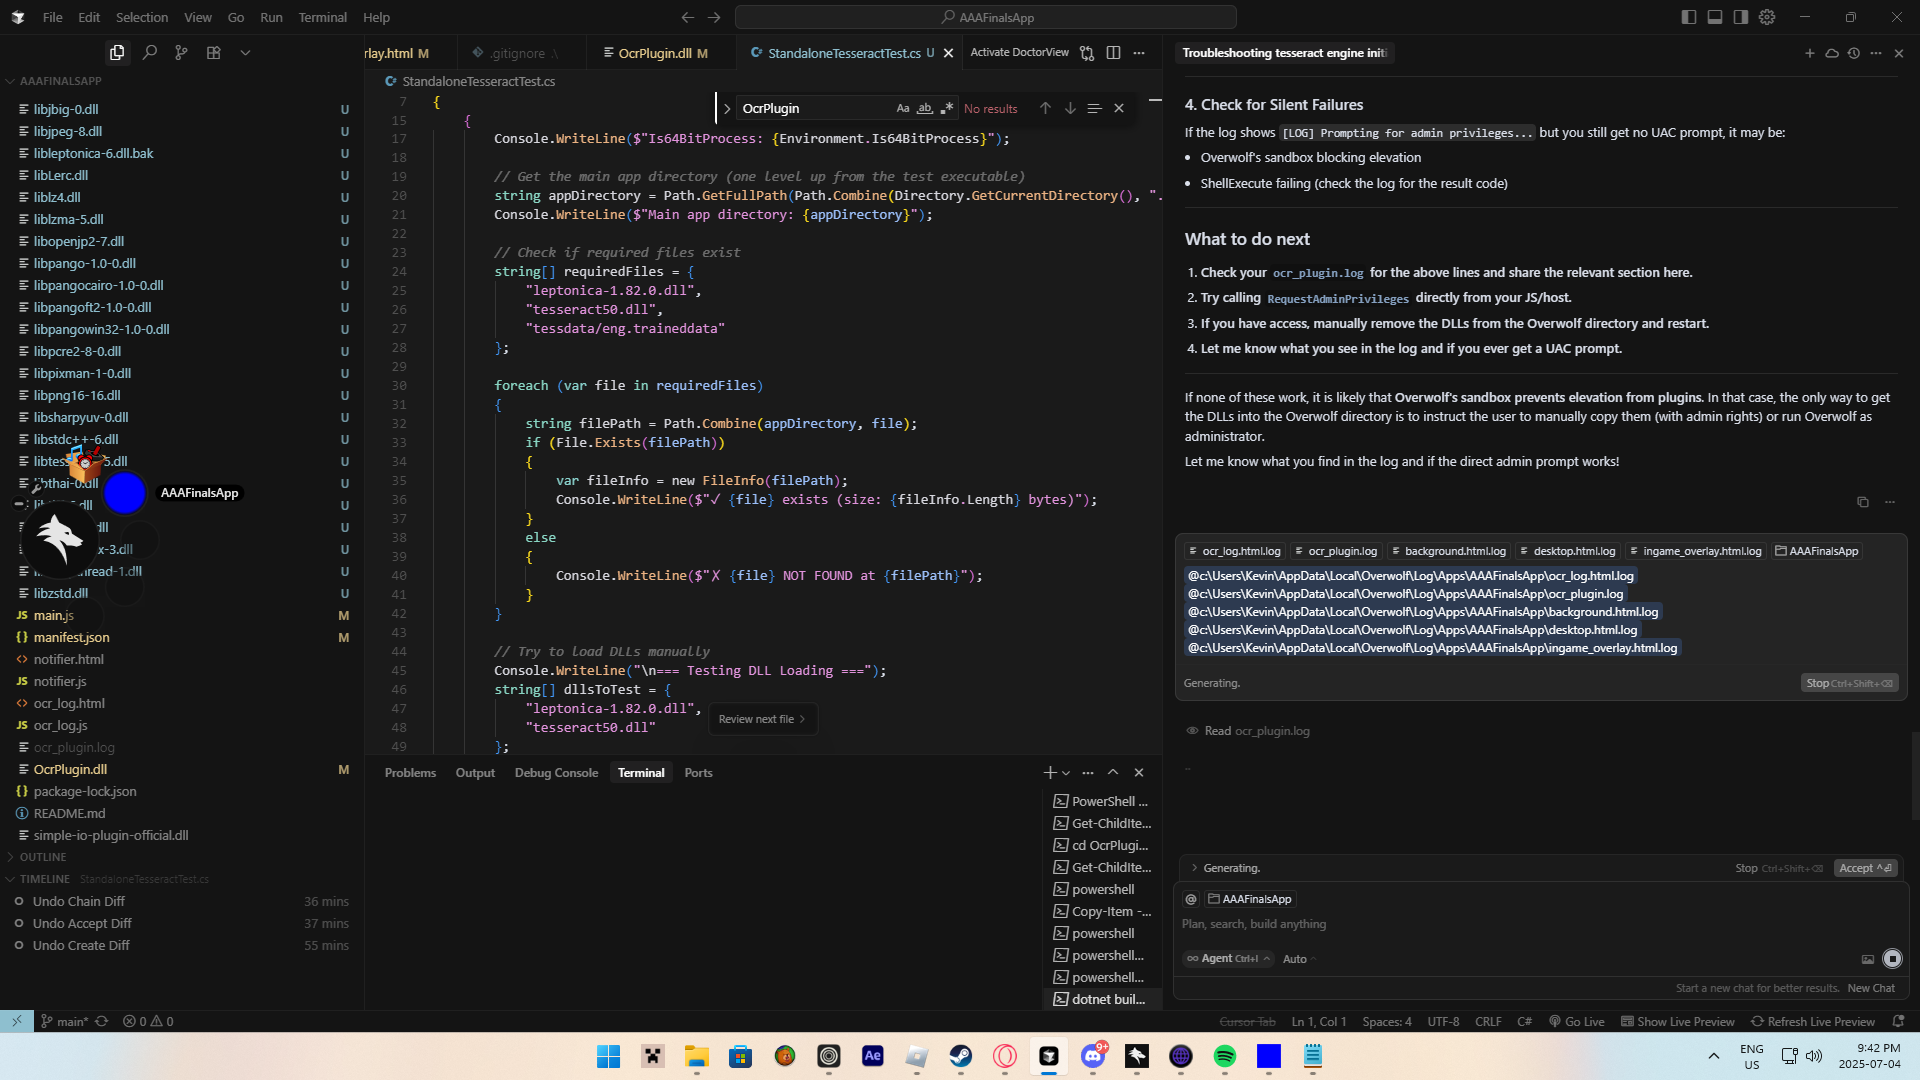 File Edit Selection View Go Run Terminal Help
AAAFinalsApp
rlay.html M
.gitignore
OcrPlugin.dll M
StandaloneTesseractTest.cs U
Activate DoctorView
Troubleshooting tesseract engine initi
AAAFINALSAPP
libjbig-0.dll U
libjpeg-8.dll U
libleptonica-6.dll.bak U
libLerc.dll U
liblz4.dll U
liblzma-5.dll U
libopenjp2-7.dll U
libpango-1.0-0.dll U
libpangocairo-1.0-0.dll U
libpangoft2-1.0-0.dll U
libpangowin32-1.0-0.dll U
libpcre2-8-0.dll U
libpixman-1-0.dll U
libpng16-16.dll U
libsharpyuv-0.dll U
libstdc++-6.dll U
U
libthai-0.dll U
U
U
U
U
libzstd.dll U
main.js M
manifest.json M
notifier.html
notifier.js
ocr_log.html
ocr_log.js
ocr_plugin.log
OcrPlugin.dll M
package-lock.json
README.md
simple-io-plugin-official.dll
AAAFinalsApp
OUTLINE
TIMELINE StandaloneTesseractTest.cs
Undo Chain Diff 36 mins
Undo Accept Diff 37 mins
Undo Create Diff 55 mins
StandaloneTesseractTest.cs
OcrPlugin Aa ab No results
7 {
15 {
17 Console.WriteLine($"Is64BitProcess: {Environment.Is64BitProcess}");
18
19 // Get the main app directory (one level up from the test executable)
20 string appDirectory = Path.GetFullPath(Path.Combine(Directory.GetCurrentDirectory(), ".
21 Console.WriteLine($"Main app directory: {appDirectory}");
22
23 // Check if required files exist
24 string[] requiredFiles = {
25 "leptonica-1.82.0.dll",
26 "tesseract50.dll",
27 "tessdata/eng.traineddata"
28 };
29
30 foreach (var file in requiredFiles)
31 {
32 string filePath = Path.Combine(appDirectory, file);
33 if (File.Exists(filePath))
34 {
35 var fileInfo = new FileInfo(filePath);
36 Console.WriteLine($"✓ {file} exists (size: {fileInfo.Length} bytes)");
37 }
38 else
39 {
40 Console.WriteLine($"✗ {file} NOT FOUND at {filePath}");
41 }
42 }
43
44 // Try to load DLLs manually
45 Console.WriteLine("\n=== Testing DLL Loading ===");
46 string[] dllsToTest = {
47 "leptonica-1.82.0.dll",
48 "tesseract50.dll"
49 };
Review next file
Problems Output Debug Console Terminal Ports
PowerShell ...
Get-ChildIte...
cd OcrPlugi...
Get-ChildIte...
powershell
Copy-Item -...
powershell
powershell...
powershell...
dotnet buil...
4. Check for Silent Failures
If the log shows [LOG] Prompting for admin privileges... but you still get no UAC prompt, it may be:
• Overwolf's sandbox blocking elevation
• ShellExecute failing (check the log for the result code)
What to do next
1. Check your ocr_plugin.log for the above lines and share the relevant section here.
2. Try calling RequestAdminPrivileges directly from your JS/host.
3. If you have access, manually remove the DLLs from the Overwolf directory and restart.
4. Let me know what you see in the log and if you ever get a UAC prompt.
If none of these work, it is likely that Overwolf's sandbox prevents elevation from plugins. In that case, the only way to get
the DLLs into the Overwolf directory is to instruct the user to manually copy them (with admin rights) or run Overwolf as
administrator.
Let me know what you find in the log and if the direct admin prompt works!
ocr_log.html.log ocr_plugin.log background.html.log desktop.html.log ingame_overlay.html.log AAAFinalsApp
@c:\Users\Kevin\AppData\Local\Overwolf\Log\Apps\AAAFinalsApp\ocr_log.html.log
@c:\Users\Kevin\AppData\Local\Overwolf\Log\Apps\AAAFinalsApp\ocr_plugin.log
@c:\Users\Kevin\AppData\Local\Overwolf\Log\Apps\AAAFinalsApp\background.html.log
@c:\Users\Kevin\AppData\Local\Overwolf\Log\Apps\AAAFinalsApp\desktop.html.log
@c:\Users\Kevin\AppData\Local\Overwolf\Log\Apps\AAAFinalsApp\ingame_overlay.html.log
Generating. Stop Ctrl+Shift+⌫
Read ocr_plugin.log
Generating. Stop Ctrl+Shift+⌫ Accept ^⏎
@ AAAFinalsApp
Plan, search, build anything
∞ Agent Ctrl+I Auto
Start a new chat for better results. New Chat
main* 0 0 Cursor Tab Ln 1, Col 1 Spaces: 4 UTF-8 CRLF C# Go Live Show Live Preview Refresh Live Preview
Ae 9+ ENG US 9:42 PM 2025-07-04